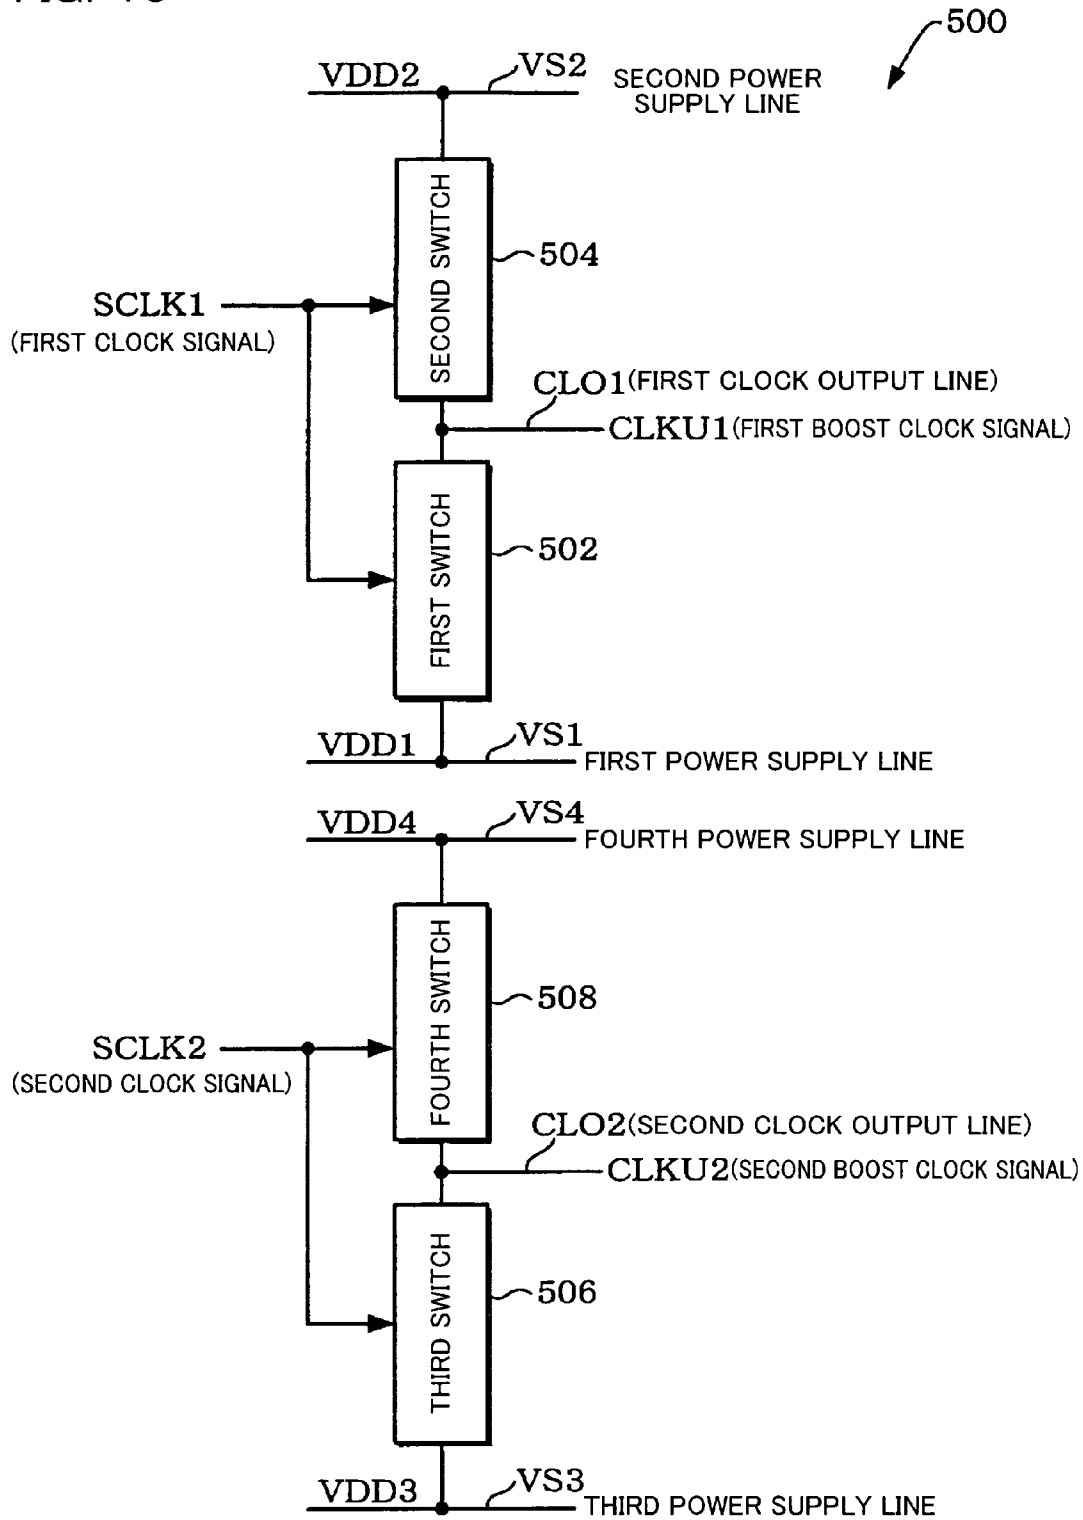 500
VDD2
VS2
SECOND POWER
SUPPLY LINE
SECOND SWITCH
504
SCLK1
(FIRST CLOCK SIGNAL)
CLO1(FIRST CLOCK OUTPUT LINE)
CLKU1(FIRST BOOST CLOCK SIGNAL)
FIRST SWITCH
502
VDD1
VS1
FIRST POWER SUPPLY LINE
VDD4
VS4
FOURTH POWER SUPPLY LINE
FOURTH SWITCH
508
SCLK2
(SECOND CLOCK SIGNAL)
CLO2(SECOND CLOCK OUTPUT LINE)
CLKU2(SECOND BOOST CLOCK SIGNAL)
THIRD SWITCH
506
VDD3
VS3
THIRD POWER SUPPLY LINE